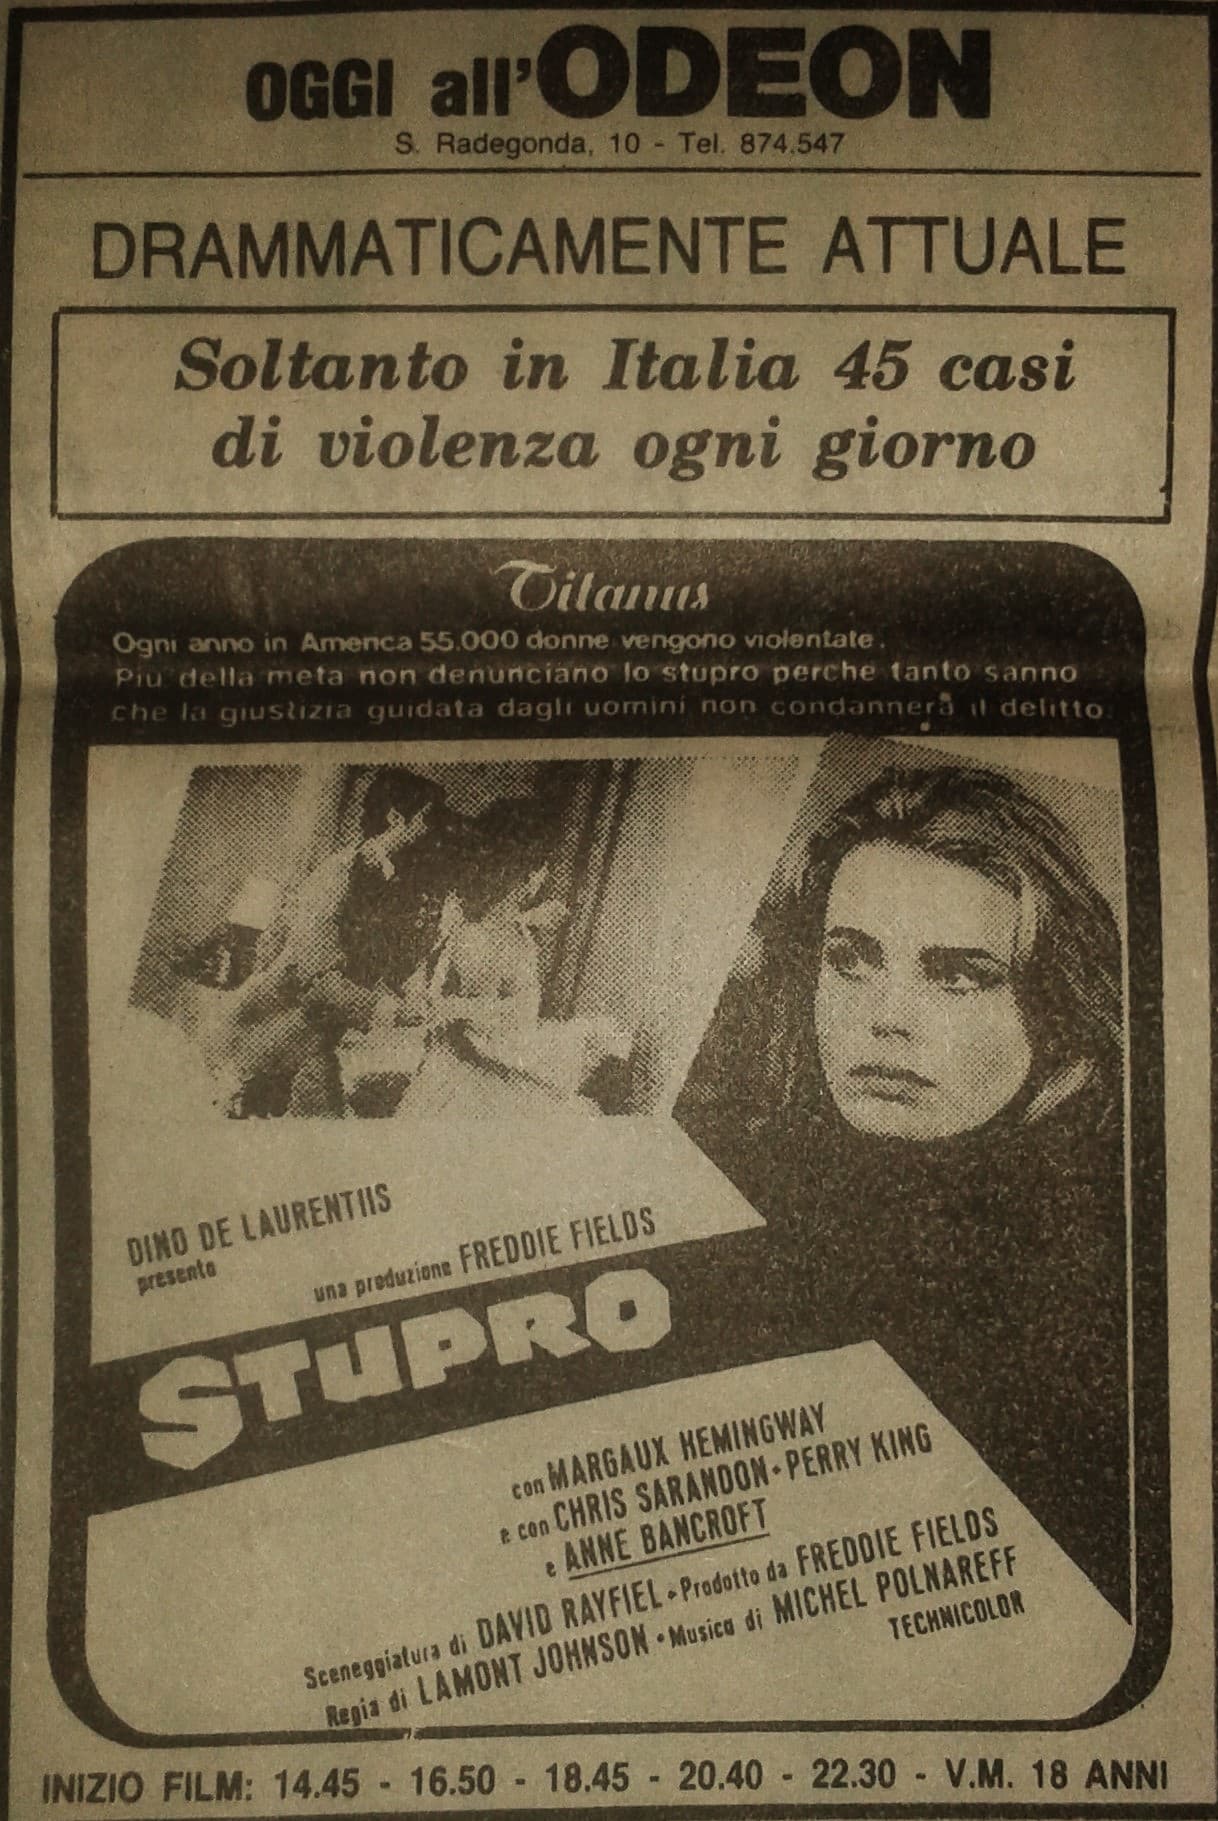 OGGI all'ODEON
S. Radegonda, 10 - Tel. 874.547
DRAMMATICAMENTE ATTUALE
Soltanto in Italia 45 casi
di violenza ogni giorno
Titanus
Ogni anno in America 55.000 donne vengono violentate.
Piu della meta non denunciano lo stupro perche tanto sanno
che la giustizia guidata dagli uomini non condannerà il delitto.
DINO DE LAURENTIIS
presenta
una produzione FREDDIE FIELDS
STUPRO
con MARGAUX HEMINGWAY
e con CHRIS SARANDON • PERRY KING
e ANNE BANCROFT
Sceneggiatura di DAVID RAYFIEL • Prodotto da FREDDIE FIELDS
Regia di LAMONT JOHNSON • Musica di MICHEL POLNAREFF
TECHNICOLOR
INIZIO FILM: 14.45 - 16.50 - 18.45 - 20.40 - 22.30 - V.M. 18 ANNI